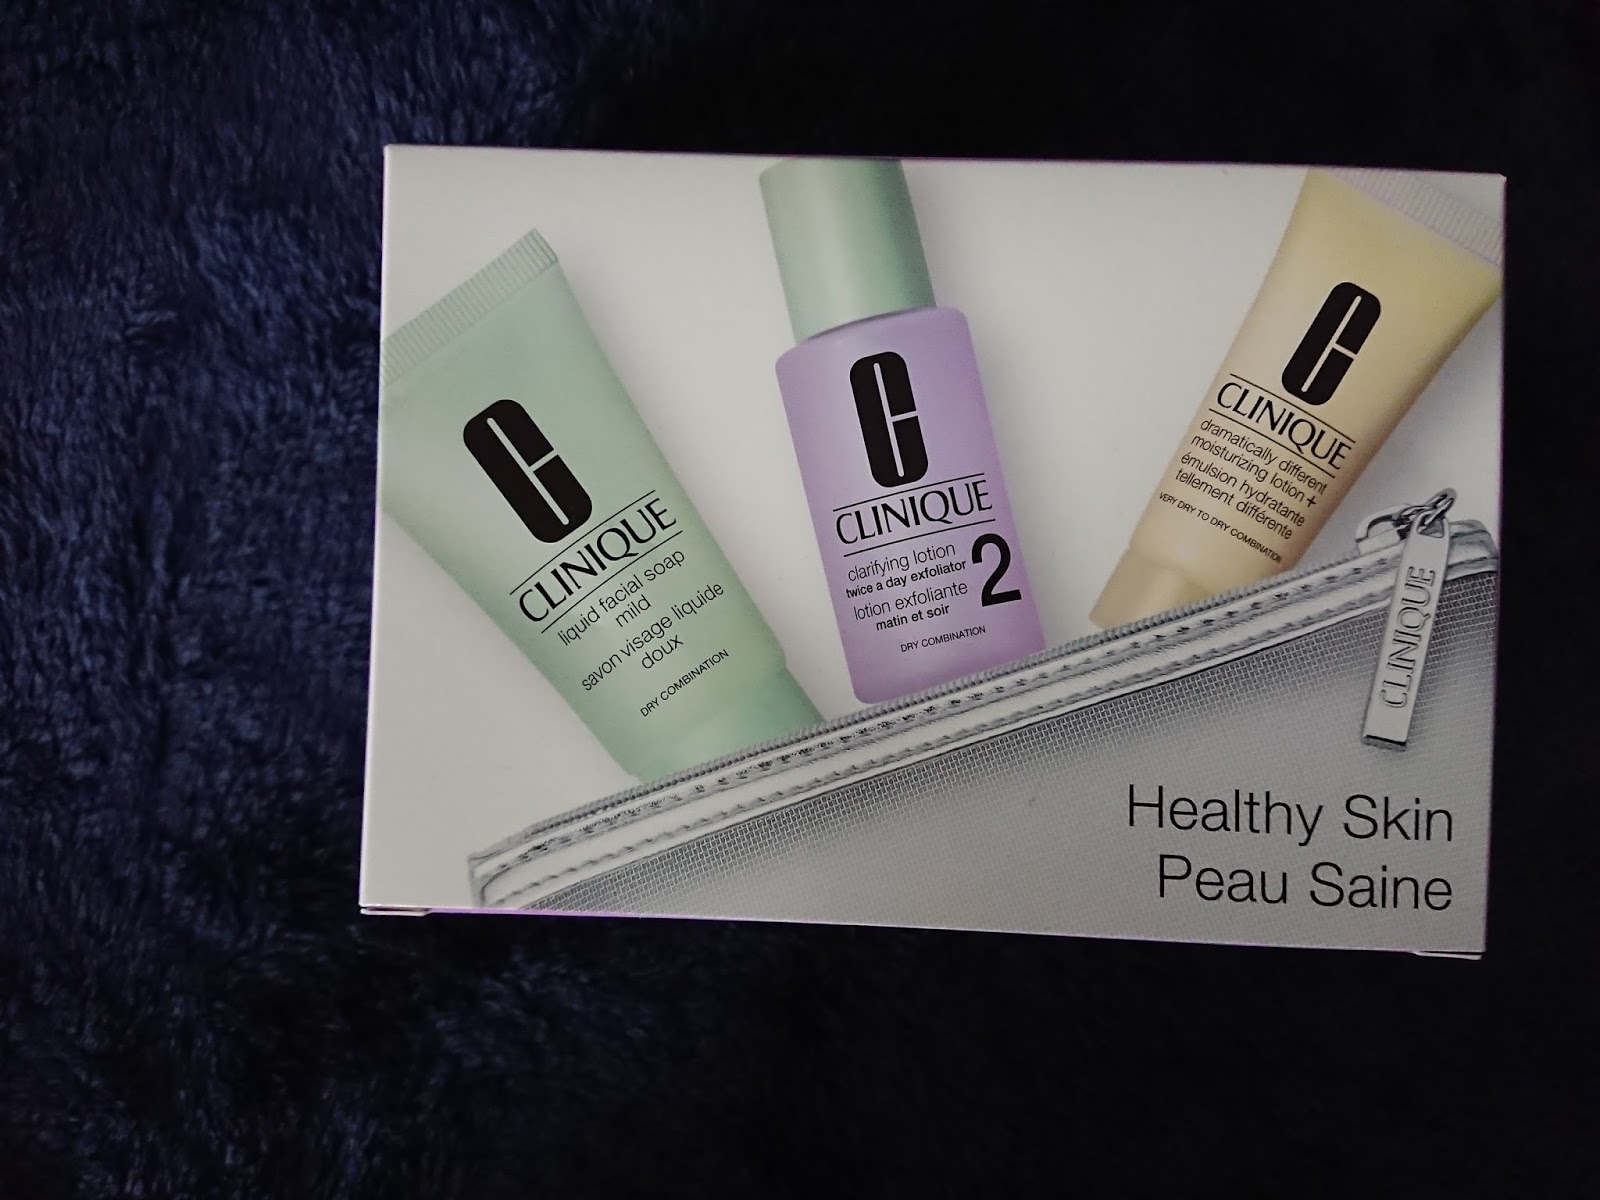 CLINIQUE
liquid facial soap
mild
savon visage liquide
doux
DRY COMBINATION
CLINIQUE
clarifying lotion 2
twice a day exfoliator
lotion exfoliante
matin et soir
DRY COMBINATION
CLINIQUE
dramatically different
moisturizing lotion+
émulsion hydratante
tellement différente
VERY DRY TO DRY COMBINATION
CLINIQUE
Healthy Skin
Peau Saine